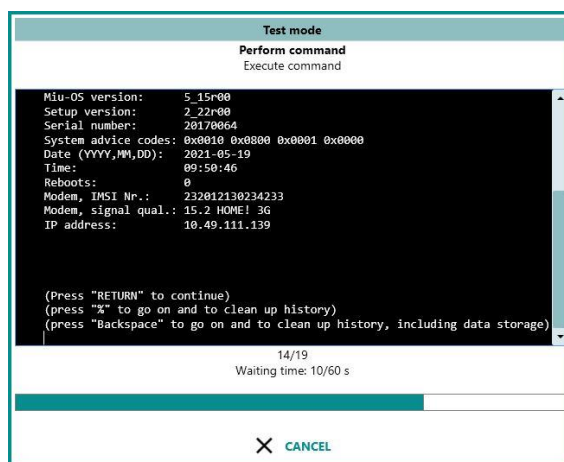 Test mode
Perform command
Execute command
Miu-OS version: 5_15r00
Setup version: 2_22r00
Serial number: 20170064
System advice codes: 0x0010 0x0800 0x0001 0x0000
Date (YYYY,MM,DD): 2021-05-19
Time: 09:50:46
Reboots: 0
Modem, IMSI Nr.: 232012130234233
Modem, signal qual.: 15.2 HOME! 3G
IP address: 10.49.111.139
(Press "RETURN" to continue)
(press "%" to go on and to clean up history)
(press "Backspace" to go on and to clean up history, including data storage)
14/19
Waiting time: 10/60 s
CANCEL